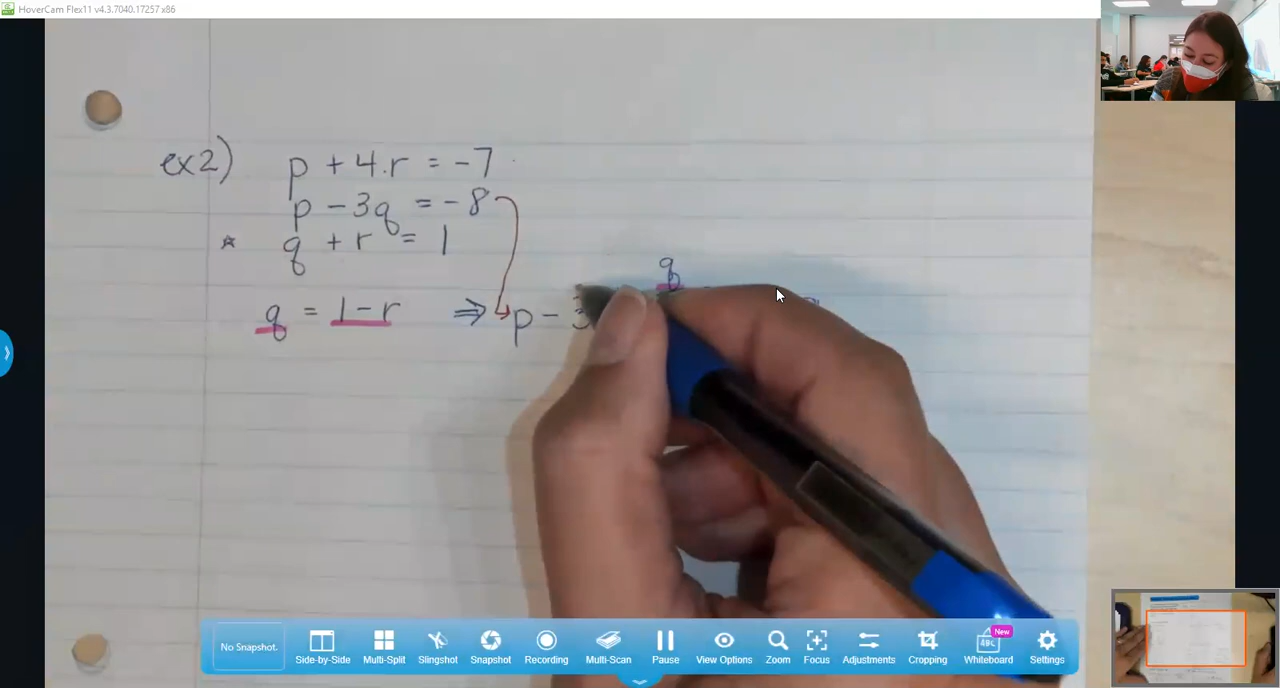 HoverCam Flex11 v4.3.7040.17257 x86
ex2) p + 4.r = -7
p - 3q = -8
☆ q + r = 1
q
q = 1 - r ⇒ p - 3
No Snapshot.
Side-by-Side Multi-Split Slingshot Snapshot Recording Multi-Scan Pause View Options Zoom Focus Adjustments Cropping New ABC Whiteboard Settings